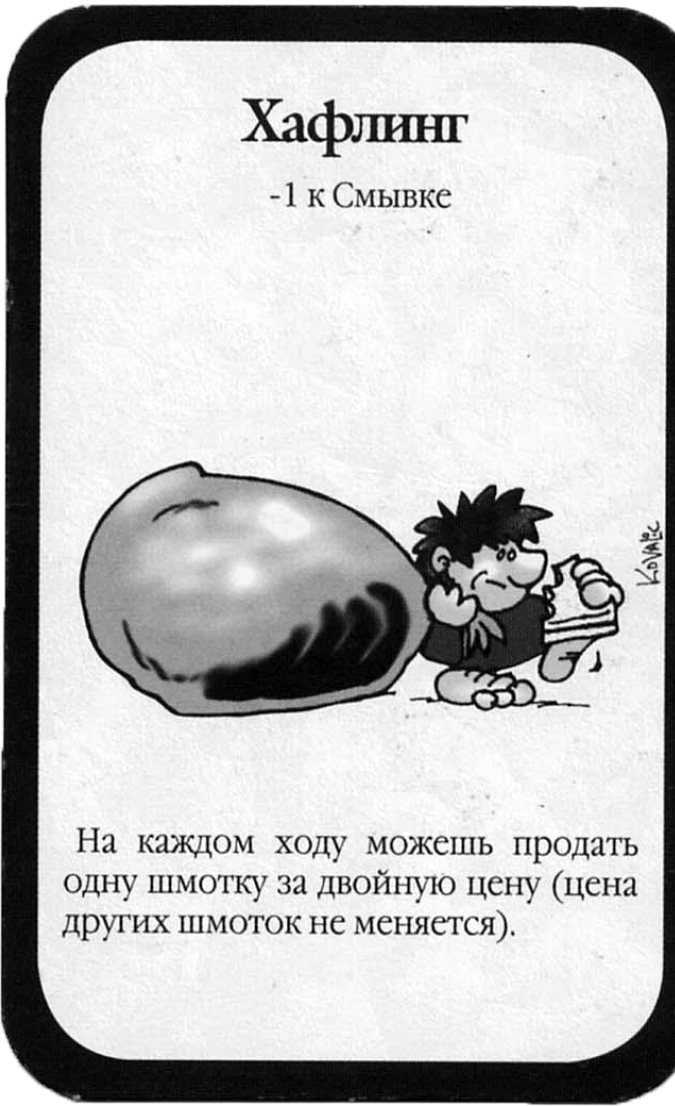 Хафлинг
-1 к Смывке
Kovalic
На каждом ходу можешь продать
одну шмотку за двойную цену (цена
других шмоток не меняется).